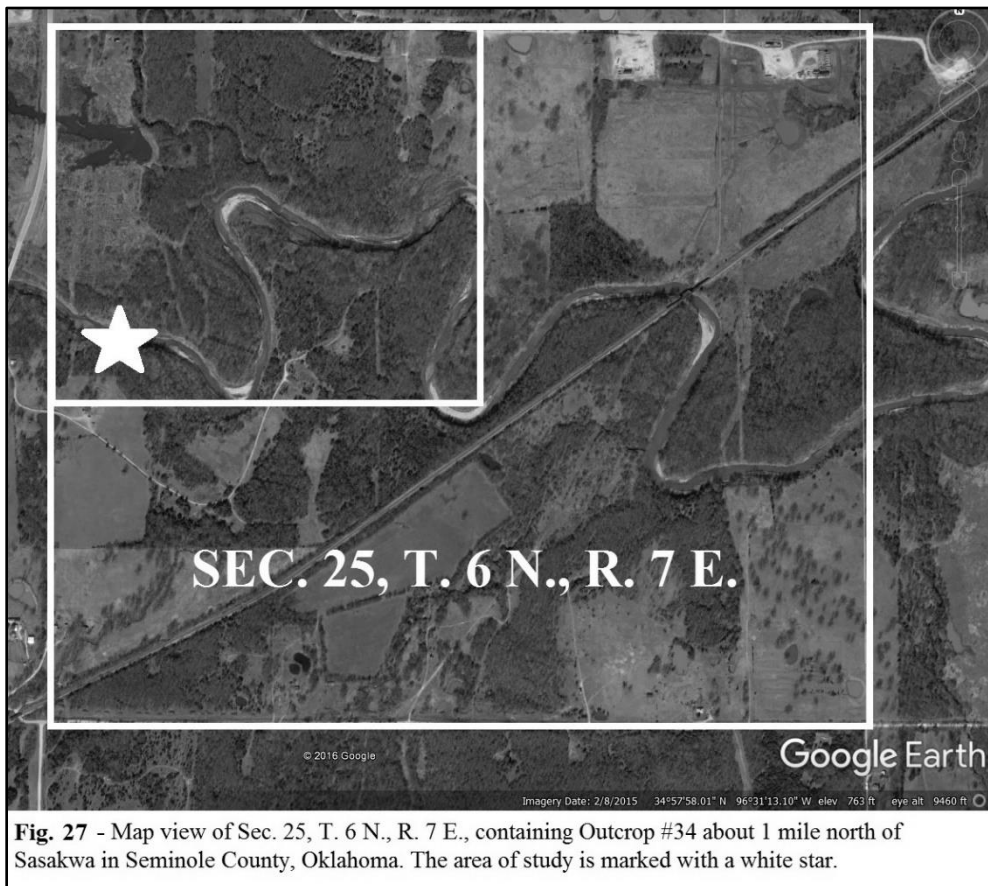 SEC. 25, T. 6 N., R. 7 E.
© 2016 Google
Google Earth
Imagery Date: 2/8/2015 34°57'58.01" N 96°31'13.10" W elev 763 ft eye alt 9460 ft
Fig. 27 - Map view of Sec. 25, T. 6 N., R. 7 E., containing Outcrop #34 about 1 mile north of
Sasakwa in Seminole County, Oklahoma. The area of study is marked with a white star.